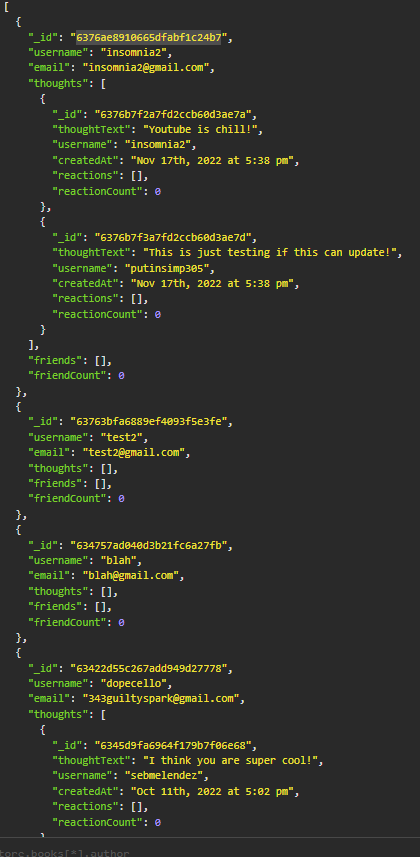 [
{
"_id": "6376ae8910665dfabf1c24b7",
"username": "insomnia2",
"email": "insomnia2@gmail.com",
"thoughts": [
{
"_id": "6376b7f2a7fd2ccb60d3ae7a",
"thoughtText": "Youtube is chill!",
"username": "insomnia2",
"createdAt": "Nov 17th, 2022 at 5:38 pm",
"reactions": [],
"reactionCount": 0
},
{
"_id": "6376b7f3a7fd2ccb60d3ae7d",
"thoughtText": "This is just testing if this can update!",
"username": "putinsimp305",
"createdAt": "Nov 17th, 2022 at 5:38 pm",
"reactions": [],
"reactionCount": 0
}
],
"friends": [],
"friendCount": 0
},
{
"_id": "63763bfa6889ef4093f5e3fe",
"username": "test2",
"email": "test2@gmail.com",
"thoughts": [],
"friends": [],
"friendCount": 0
},
{
"_id": "634757ad040d3b21fc6a27fb",
"username": "blah",
"email": "blah@gmail.com",
"thoughts": [],
"friends": [],
"friendCount": 0
},
{
"_id": "63422d55c267add949d27778",
"username": "dopecello",
"email": "343guiltyspark@gmail.com",
"thoughts": [
{
"_id": "6345d9fa6964f179b7f06e68",
"thoughtText": "I think you are super cool!",
"username": "sebmelendez",
"createdAt": "Oct 11th, 2022 at 5:02 pm",
"reactions": [],
"reactionCount": 0
}
tore.books[*].author